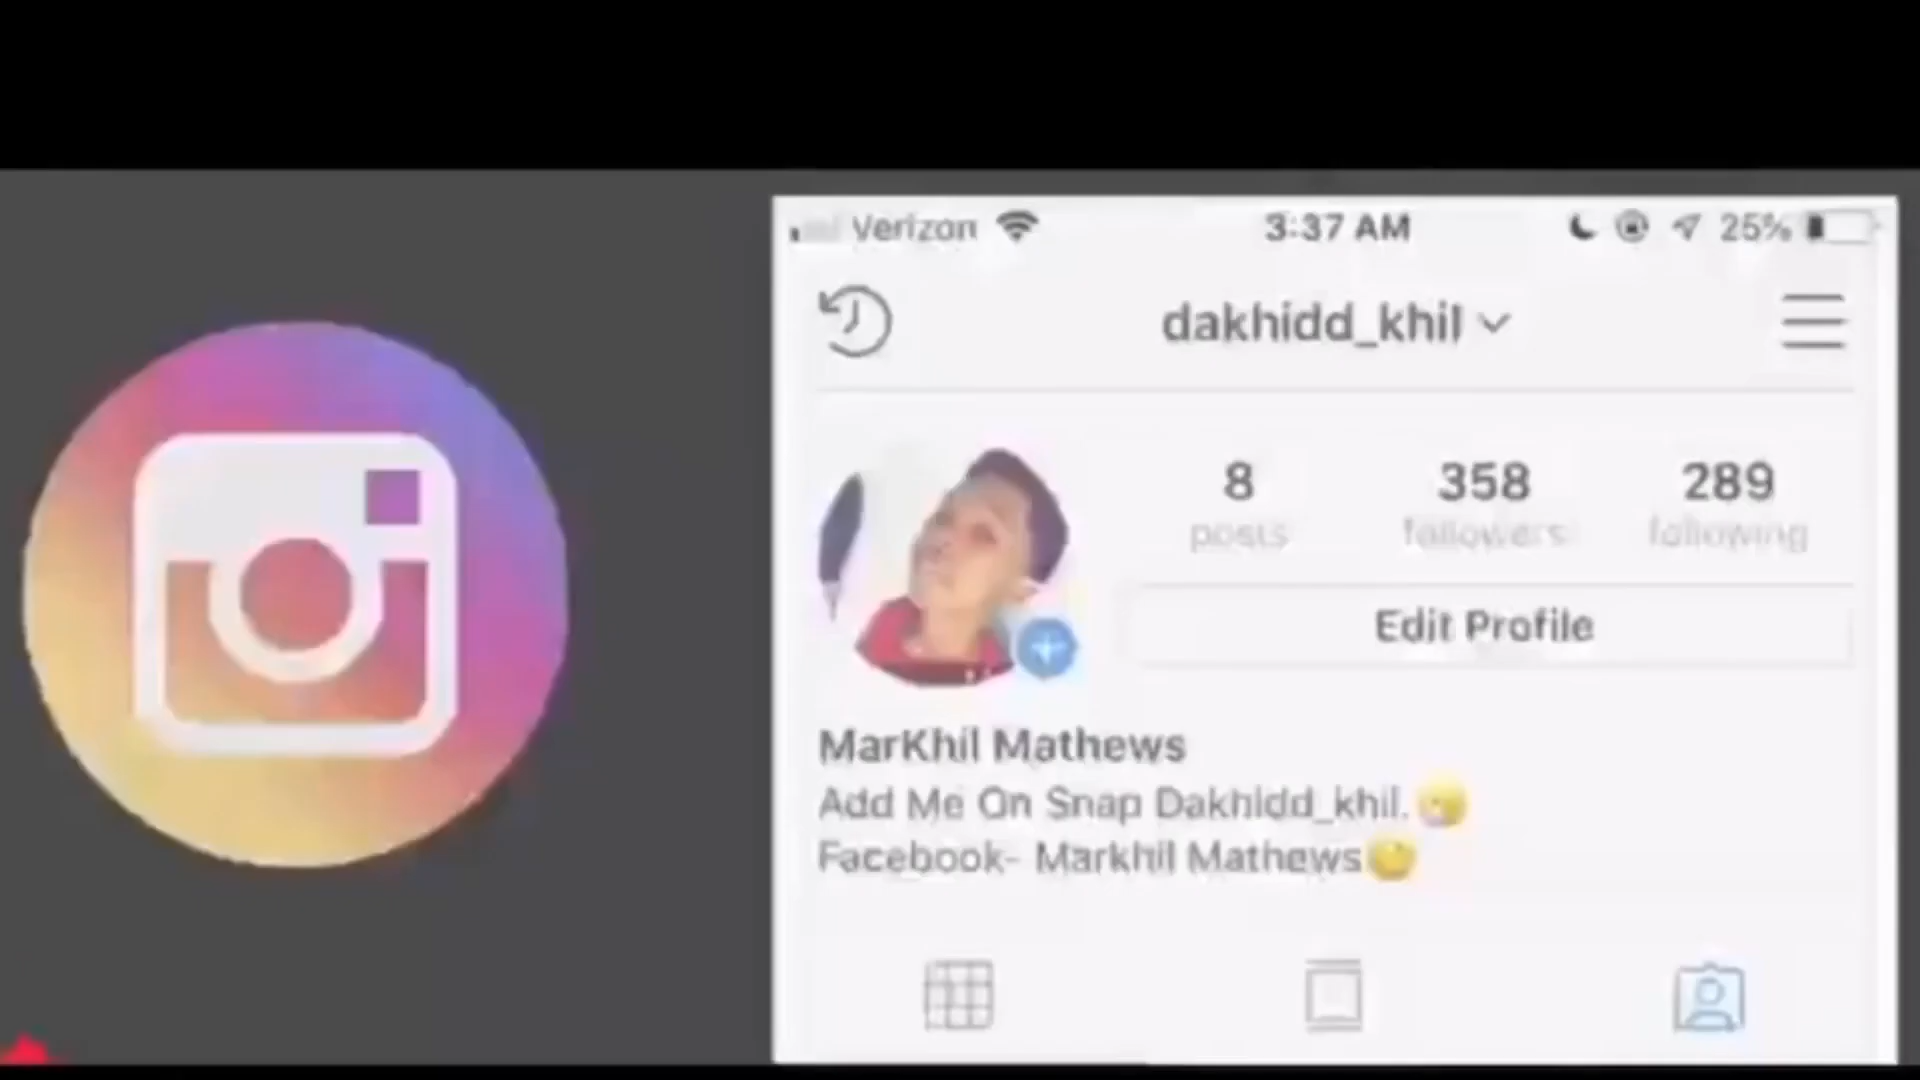 Verizon 3:37 AM 25%
dakhidd_khil
8 358 289
posts followers following
Edit Profile
MarKhil Mathews
Add Me On Snap Dakhidd_khil.
Facebook- Markhil Mathews